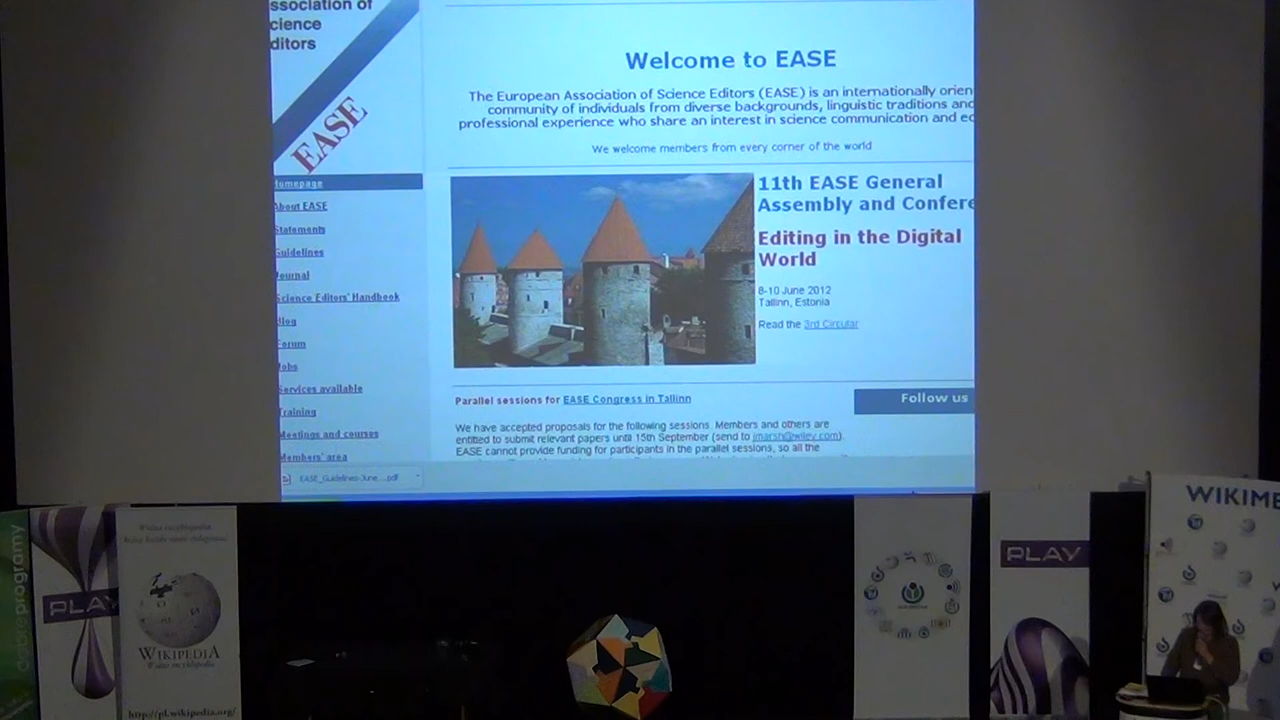 ssociation of
cience
ditors
EASE
Homepage
About EASE
Statements
Guidelines
Journal
Science Editors' Handbook
Blog
Forum
Jobs
Services available
Training
Meetings and courses
Members' area
Welcome to EASE
The European Association of Science Editors (EASE) is an internationally orien
community of individuals from diverse backgrounds, linguistic traditions and
professional experience who share an interest in science communication and ed
We welcome members from every corner of the world
11th EASE General
Assembly and Confere
Editing in the Digital
World
8-10 June 2012
Tallinn, Estonia
Read the 3rd Circular
Parallel sessions for EASE Congress in Tallinn
Follow us
We have accepted proposals for the following sessions. Members and others are
entitled to submit relevant papers until 15th September (send to jmarsh@wiley.com).
EASE cannot provide funding for participants in the parallel sessions, so all the
EASE_Guidelines-June....pdf
dobreprogramy
PLAY
WIKIPEDIA
Wolna encyklopedia
http://pl.wikipedia.org/
PLAY
WIKIME